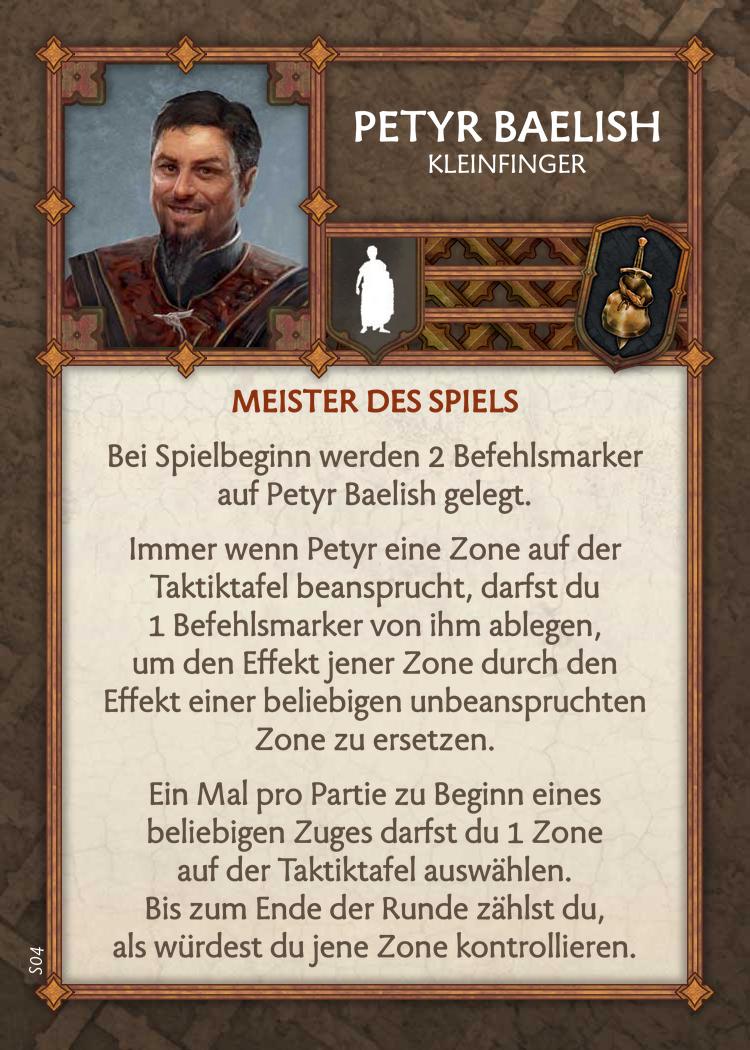 PETYR BAELISH
KLEINFINGER
MEISTER DES SPIELS
Bei Spielbeginn werden 2 Befehlsmarker
auf Petyr Baelish gelegt.
Immer wenn Petyr eine Zone auf der
Taktiktafel beansprucht, darfst du
1 Befehlsmarker von ihm ablegen,
um den Effekt jener Zone durch den
Effekt einer beliebigen unbeanspruchten
Zone zu ersetzen.
Ein Mal pro Partie zu Beginn eines
beliebigen Zuges darfst du 1 Zone
auf der Taktiktafel auswählen.
Bis zum Ende der Runde zählst du,
als würdest du jene Zone kontrollieren.
S04